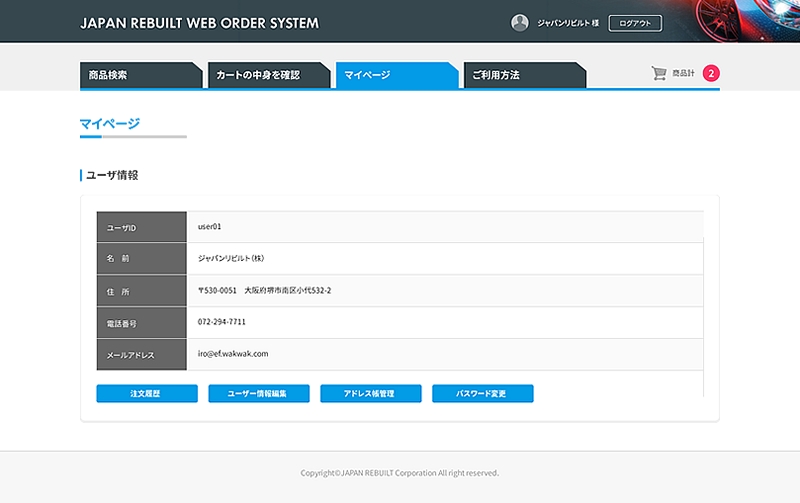 JAPAN REBUILT WEB ORDER SYSTEM
ジャパンリビルト 様
ログアウト
商品検索
カートの中身を確認
マイページ
ご利用方法
商品計
2
マイページ
ユーザ情報
ユーザID
user01
名　前
ジャパンリビルト（株）
住　所
〒530-0051　大阪府堺市南区小代532-2
電話番号
072-294-7711
メールアドレス
iro@ef.wakwak.com
注文履歴
ユーザー情報編集
アドレス帳管理
パスワード変更
Copyright©JAPAN REBUILT Corporation All right reserved.